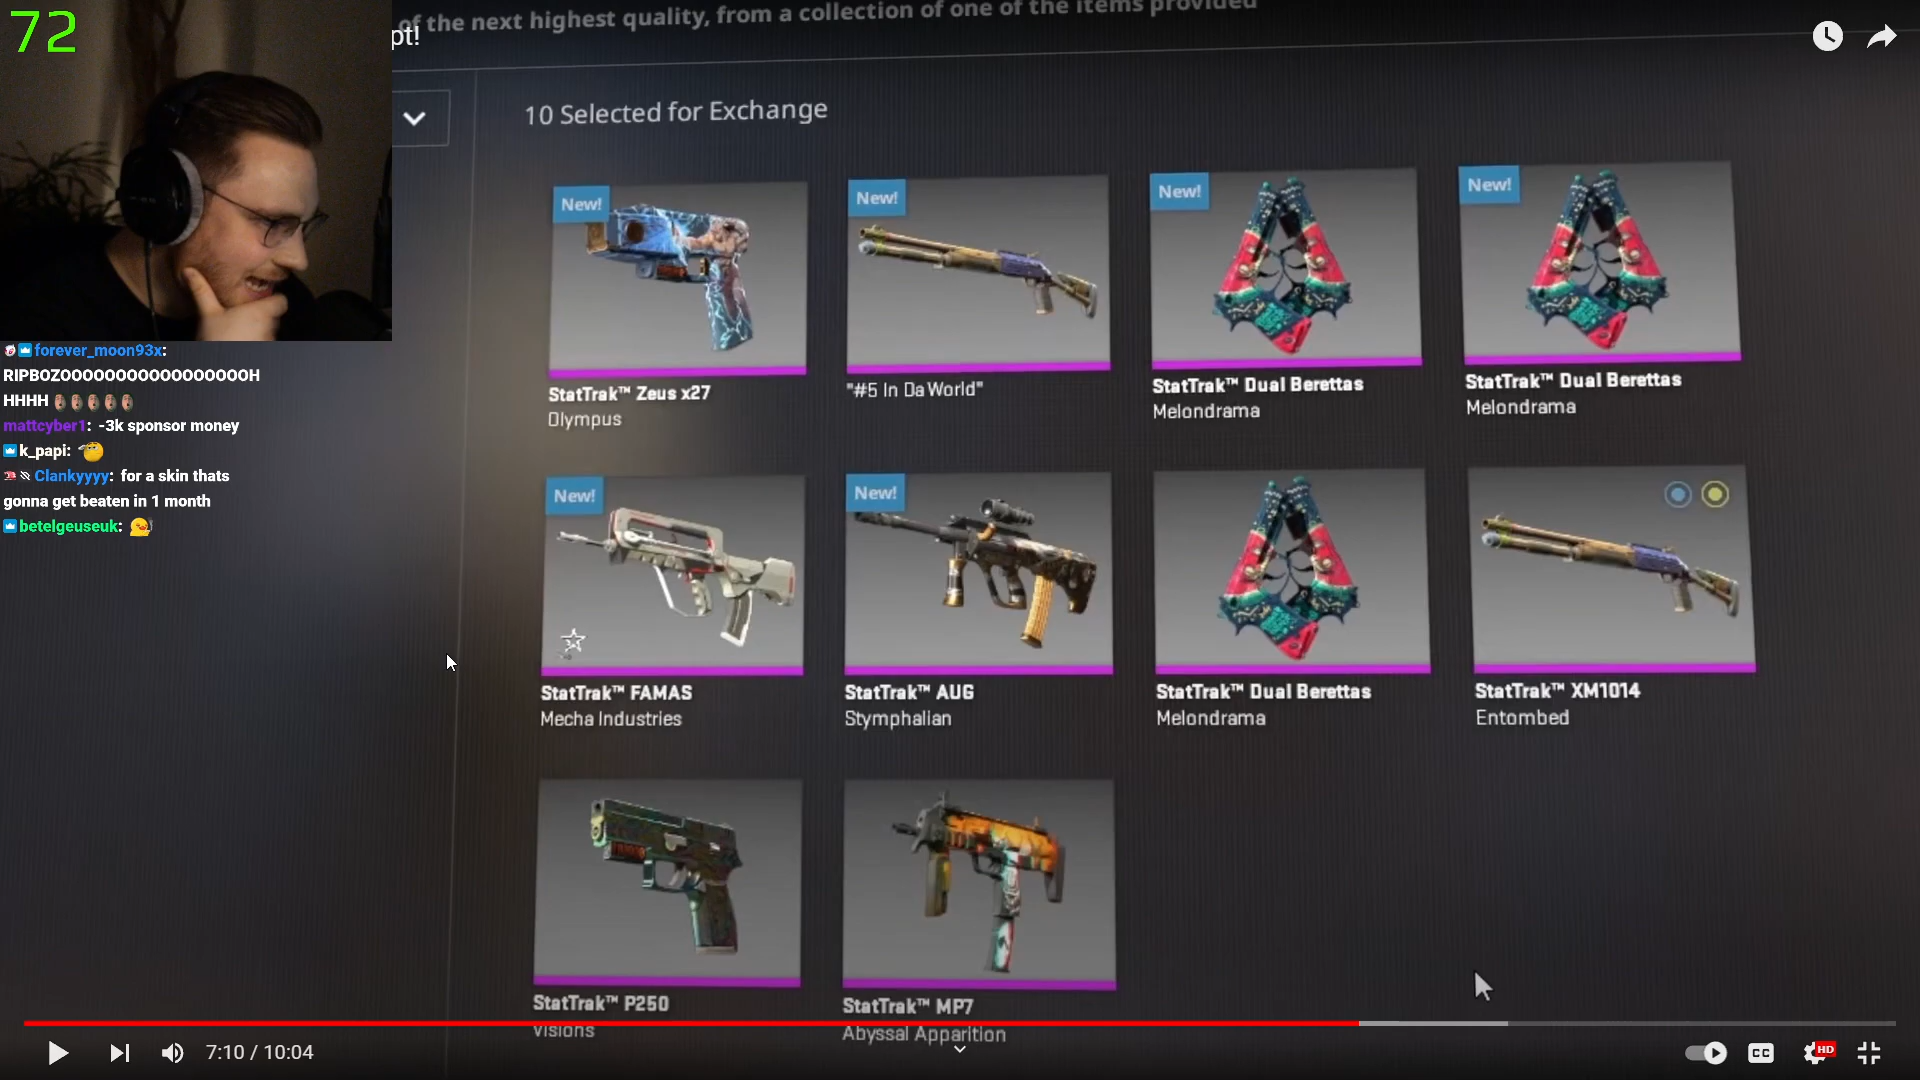 72
of the next highest quality, from a collection of one of the items provided
pt!
10 Selected for Exchange
New!
New!
New!
New!
StatTrak™ Zeus x27
Olympus
"#5 In Da World"
StatTrak™ Dual Berettas
Melondrama
StatTrak™ Dual Berettas
Melondrama
forever_moon93x:
RIPBOZOOOOOOOOOOOOOOOOOOH
HHHH
mattcyber1: -3k sponsor money
k_papi:
Clankyyyy: for a skin thats
gonna get beaten in 1 month
betelgeuseuk:
New!
New!
StatTrak™ FAMAS
Mecha Industries
StatTrak™ AUG
Stymphalian
StatTrak™ Dual Berettas
Melondrama
StatTrak™ XM1014
Entombed
StatTrak™ P250
Visions
StatTrak™ MP7
Abyssal Apparition
7:10 / 10:04
CC
HD